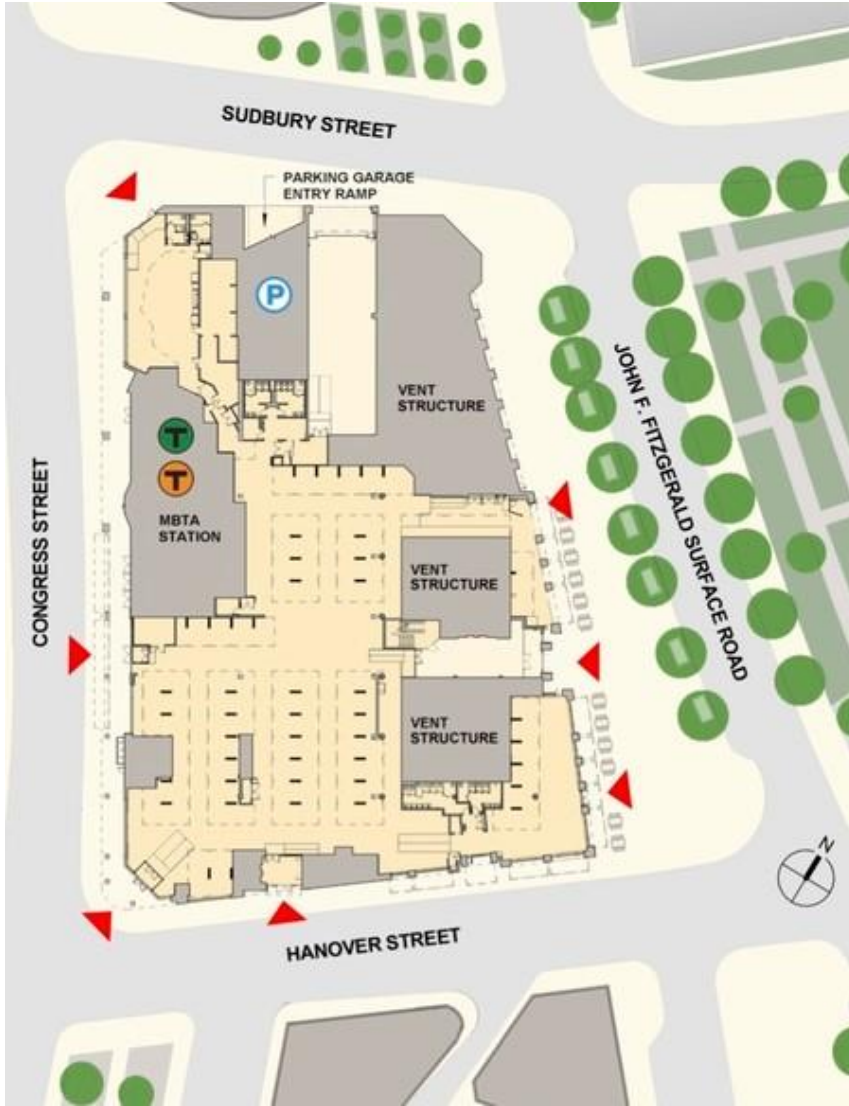 SUDBURY STREET
PARKING GARAGE
ENTRY RAMP
P
VENT
STRUCTURE
JOHN F. FITZGERALD SURFACE ROAD
T
T
MBTA
STATION
CONGRESS STREET
VENT
STRUCTURE
VENT
STRUCTURE
N
HANOVER STREET